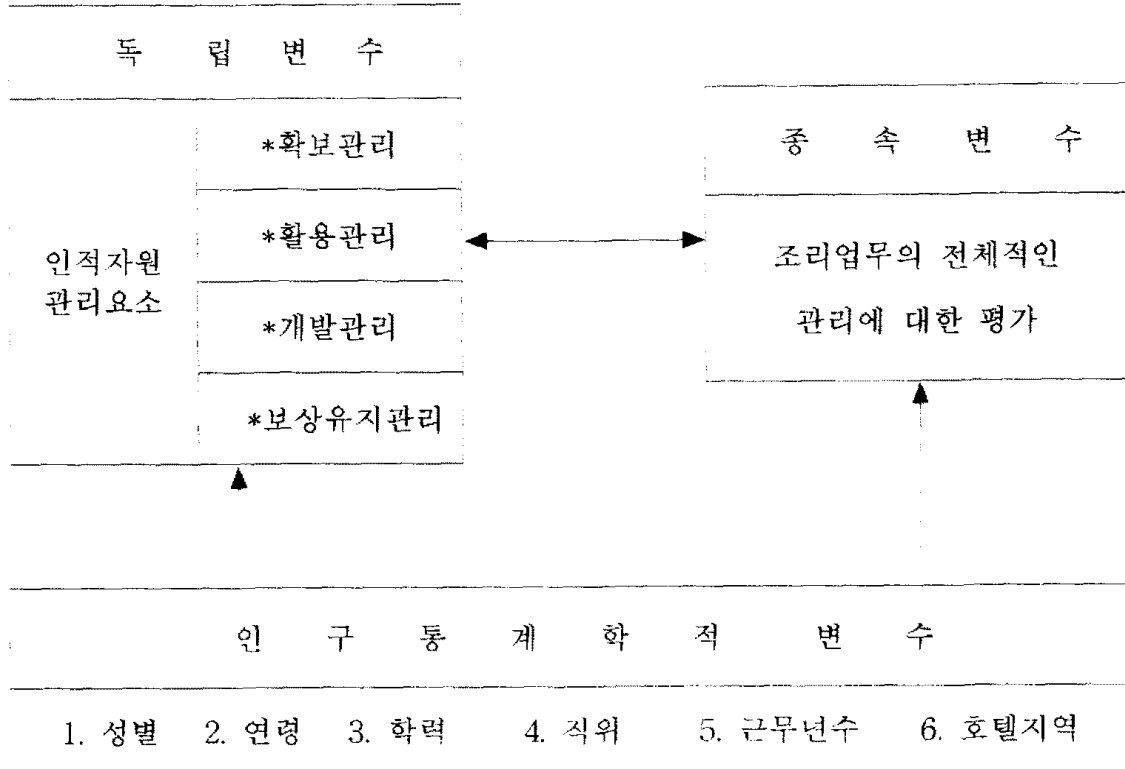 독 립 변 수
인적자원
관리요소
*확보관리
*활용관리
*개발관리
*보상유지관리
종 속 변 수
조리업무의 전체적인
관리에 대한 평가
인 구 통 계 학 적 변 수
1. 성별 2. 연령 3. 학력 4. 직위 5. 근무년수 6. 호텔지역